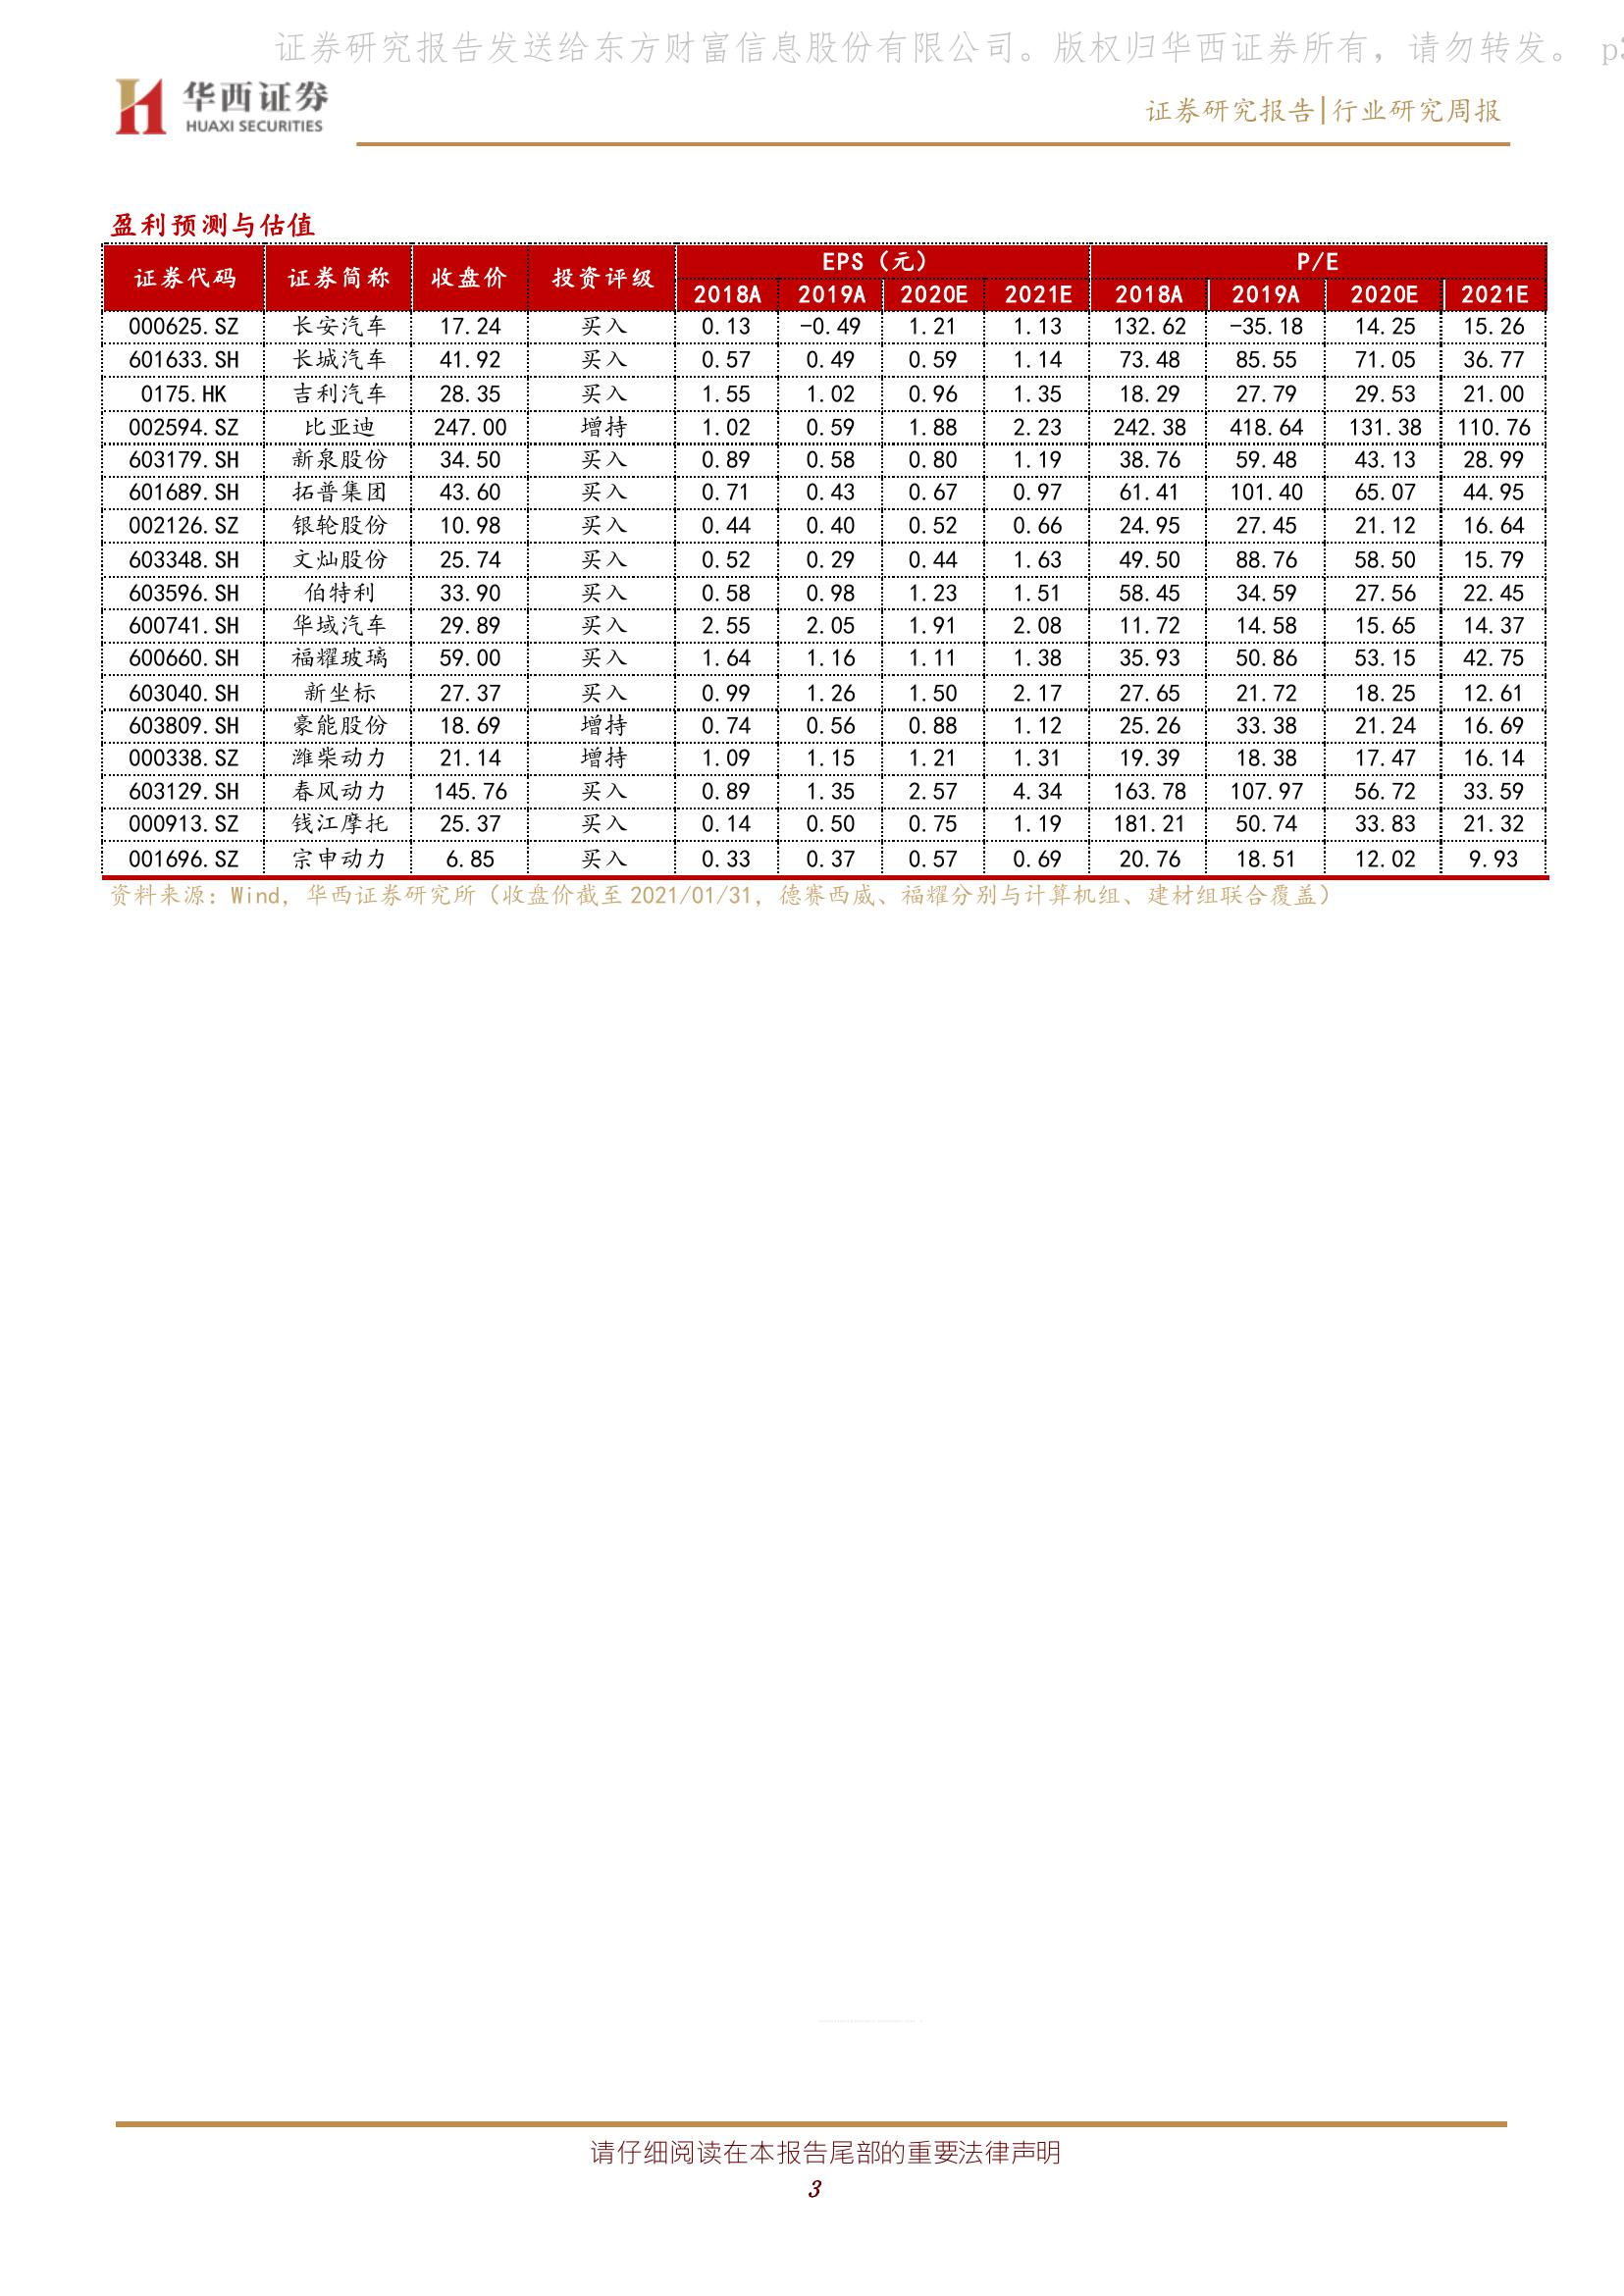 证券研究报告发送给东方财富信息股份有限公司。版权归华西证券所有，请勿转发。 p3
华西证券
HUAXI SECURITIES
证券研究报告|行业研究周报
盈利预测与估值
证券代码 证券简称 收盘价 投资评级 EPS（元） P/E
2018A 2019A 2020E 2021E 2018A 2019A 2020E 2021E
000625.SZ 长安汽车 17.24 买入 0.13 -0.49 1.21 1.13 132.62 -35.18 14.25 15.26
601633.SH 长城汽车 41.92 买入 0.57 0.49 0.59 1.14 73.48 85.55 71.05 36.77
0175.HK 吉利汽车 28.35 买入 1.55 1.02 0.96 1.35 18.29 27.79 29.53 21.00
002594.SZ 比亚迪 247.00 增持 1.02 0.59 1.88 2.23 242.38 418.64 131.38 110.76
603179.SH 新泉股份 34.50 买入 0.89 0.58 0.80 1.19 38.76 59.48 43.13 28.99
601689.SH 拓普集团 43.60 买入 0.71 0.43 0.67 0.97 61.41 101.40 65.07 44.95
002126.SZ 银轮股份 10.98 买入 0.44 0.40 0.52 0.66 24.95 27.45 21.12 16.64
603348.SH 文灿股份 25.74 买入 0.52 0.29 0.44 1.63 49.50 88.76 58.50 15.79
603596.SH 伯特利 33.90 买入 0.58 0.98 1.23 1.51 58.45 34.59 27.56 22.45
600741.SH 华域汽车 29.89 买入 2.55 2.05 1.91 2.08 11.72 14.58 15.65 14.37
600660.SH 福耀玻璃 59.00 买入 1.64 1.16 1.11 1.38 35.93 50.86 53.15 42.75
603040.SH 新坐标 27.37 买入 0.99 1.26 1.50 2.17 27.65 21.72 18.25 12.61
603809.SH 豪能股份 18.69 增持 0.74 0.56 0.88 1.12 25.26 33.38 21.24 16.69
000338.SZ 潍柴动力 21.14 增持 1.09 1.15 1.21 1.31 19.39 18.38 17.47 16.14
603129.SH 春风动力 145.76 买入 0.89 1.35 2.57 4.34 163.78 107.97 56.72 33.59
000913.SZ 钱江摩托 25.37 买入 0.14 0.50 0.75 1.19 181.21 50.74 33.83 21.32
001696.SZ 宗申动力 6.85 买入 0.33 0.37 0.57 0.69 20.76 18.51 12.02 9.93
资料来源：Wind，华西证券研究所（收盘价截至 2021/01/31，德赛西威、福耀分别与计算机组、建材组联合覆盖）
请仔细阅读在本报告尾部的重要法律声明
3